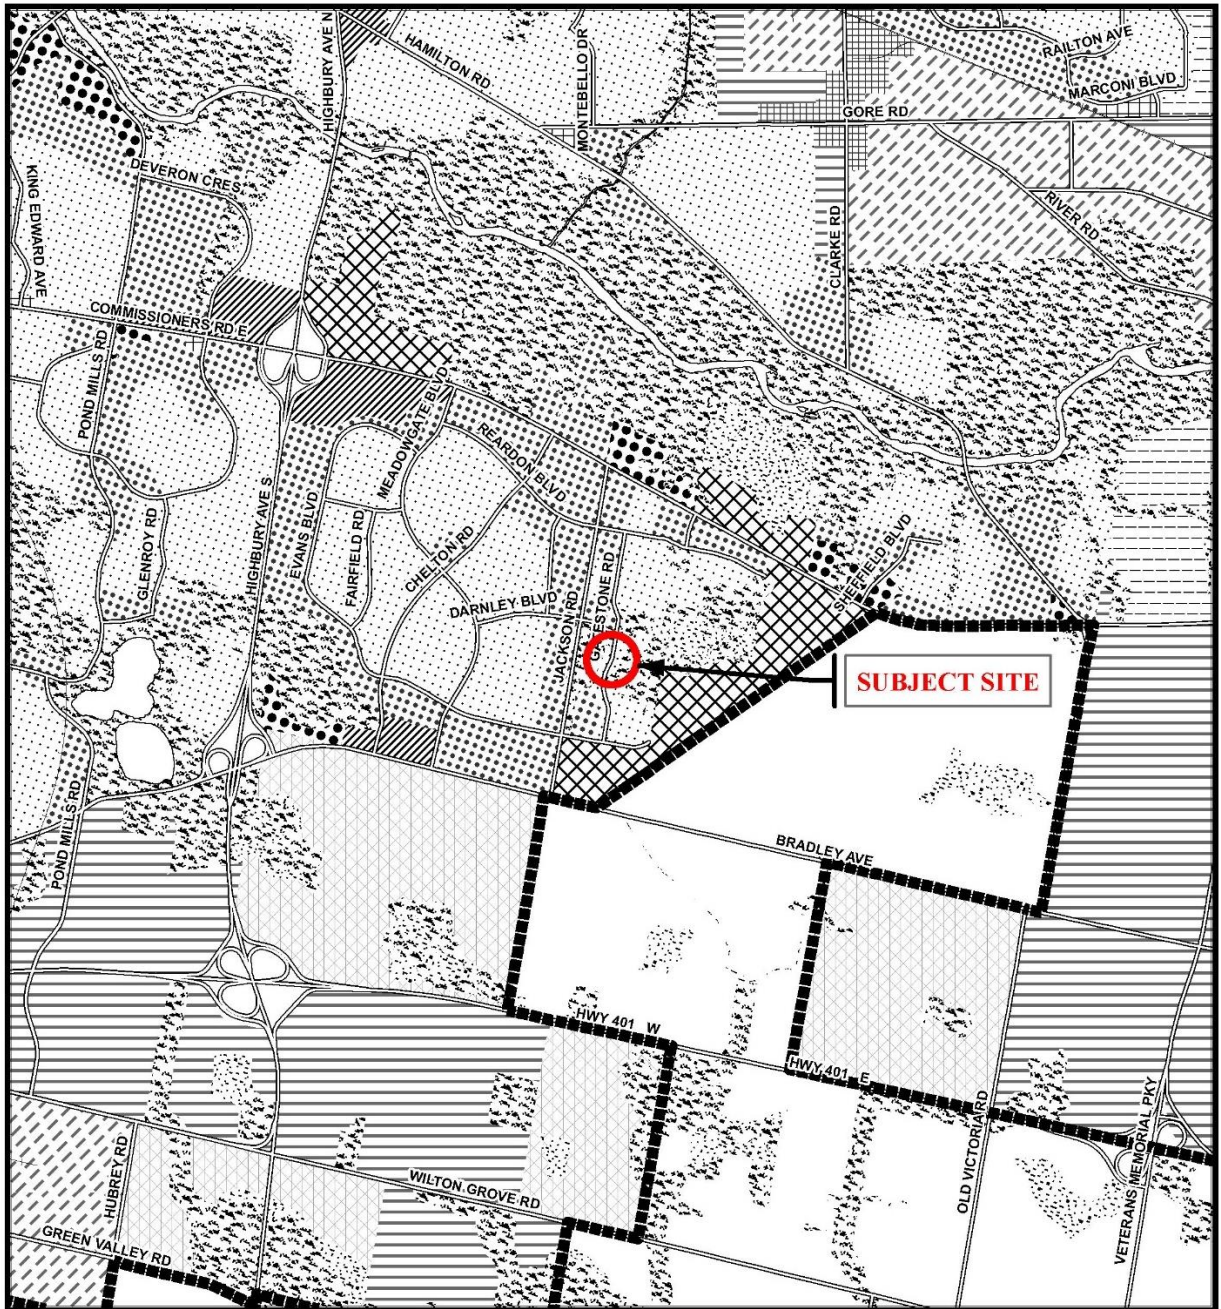 HIGHBURY AVE N
HAMILTON RD
MONTEBELLO DR
RAILTON AVE
MARCONI BLVD
GORE RD
DEVERON CRES
KING EDWARD AVE
CLARKE RD
RIVER RD
COMMISSIONERS RD E
POND MILLS RD
MEADOWGATE BLVD
REARDON BLVD
HIGHBURY AVE S
EVANS BLVD
FAIRFIELD RD
CHELTON RD
GLENROY RD
SHEFFIELD BLVD
DARNLEY BLVD
JACKSON RD
SUBJECT SITE
POND MILLS RD
BRADLEY AVE
HWY 401 W
HWY 401 E
HUBREY RD
WILTON GROVE RD
OLD VICTORIA RD
VETERANS MEMORIAL PKY
GREEN VALLEY RD